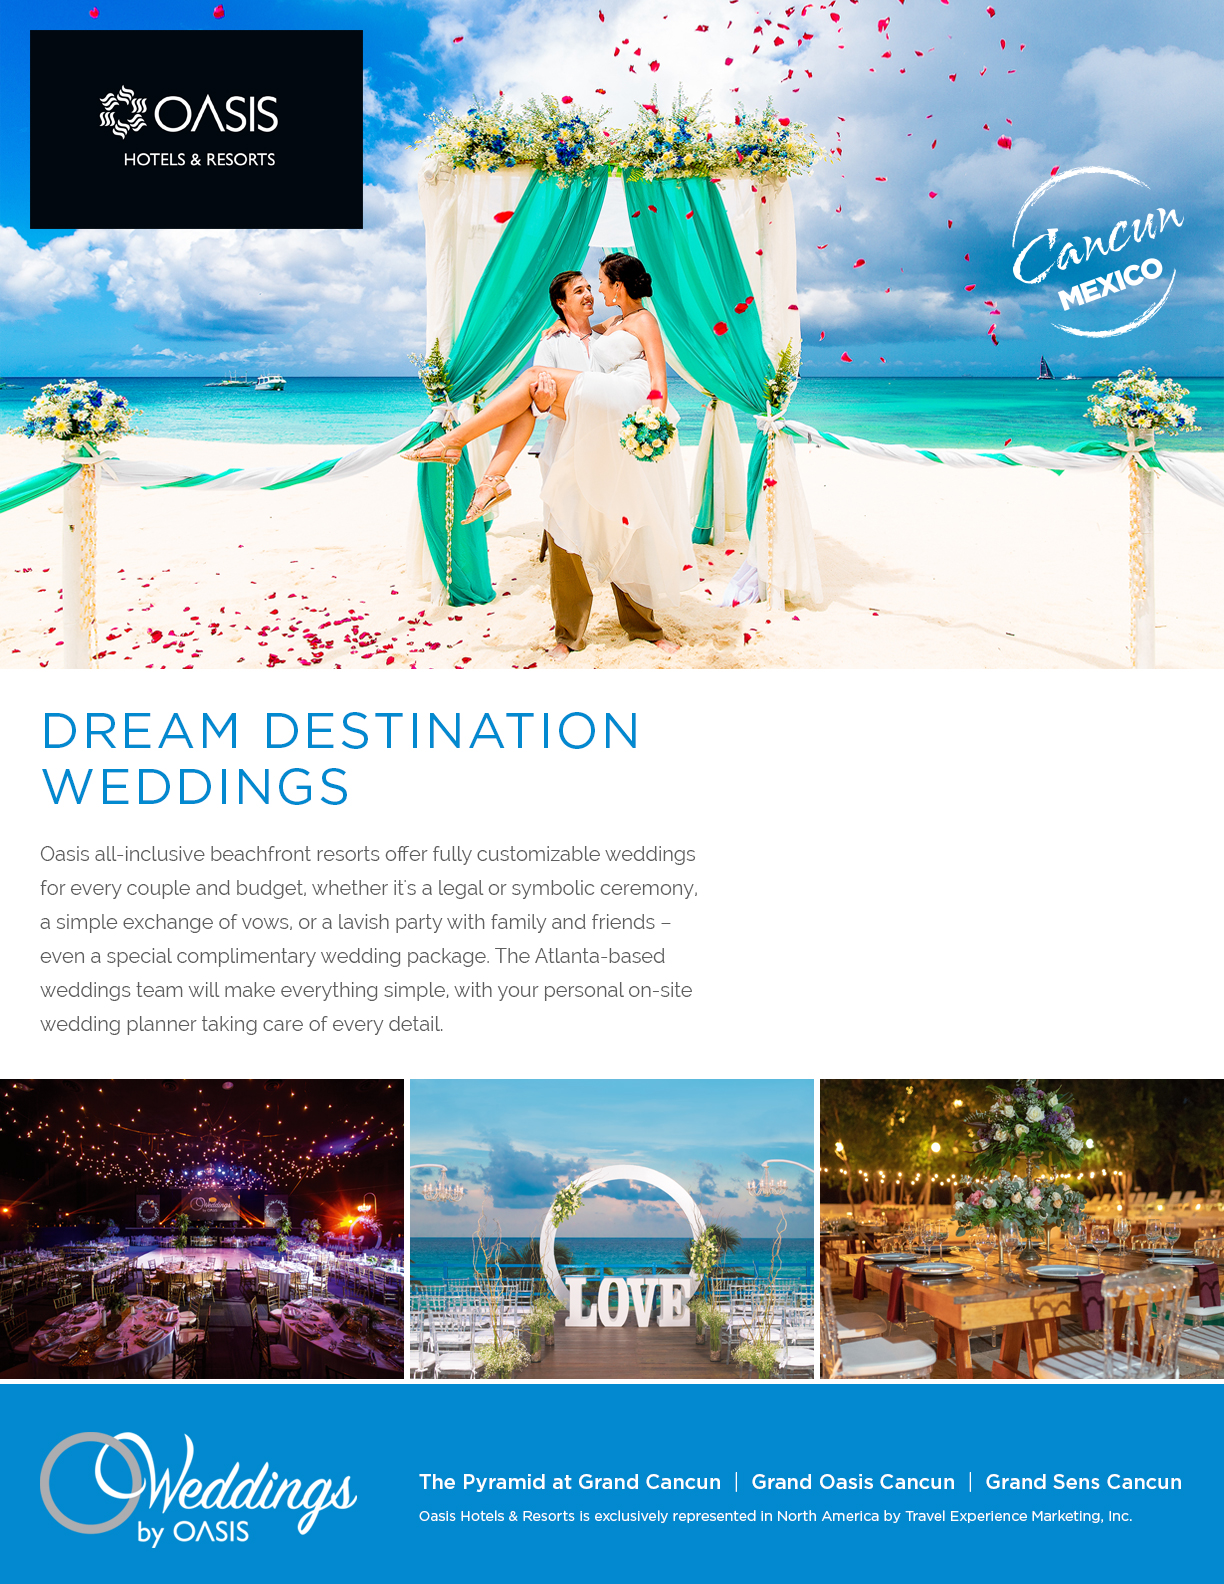 OASIS
HOTELS & RESORTS
Cancun
MEXICO
DREAM DESTINATION
WEDDINGS
Oasis all-inclusive beachfront resorts offer fully customizable weddings
for every couple and budget, whether it's a legal or symbolic ceremony,
a simple exchange of vows, or a lavish party with family and friends –
even a special complimentary wedding package. The Atlanta-based
weddings team will make everything simple, with your personal on-site
wedding planner taking care of every detail.
Weddings
LOVE
Weddings
by OASIS
The Pyramid at Grand Cancun | Grand Oasis Cancun | Grand Sens Cancun
Oasis Hotels & Resorts is exclusively represented in North America by Travel Experience Marketing, Inc.